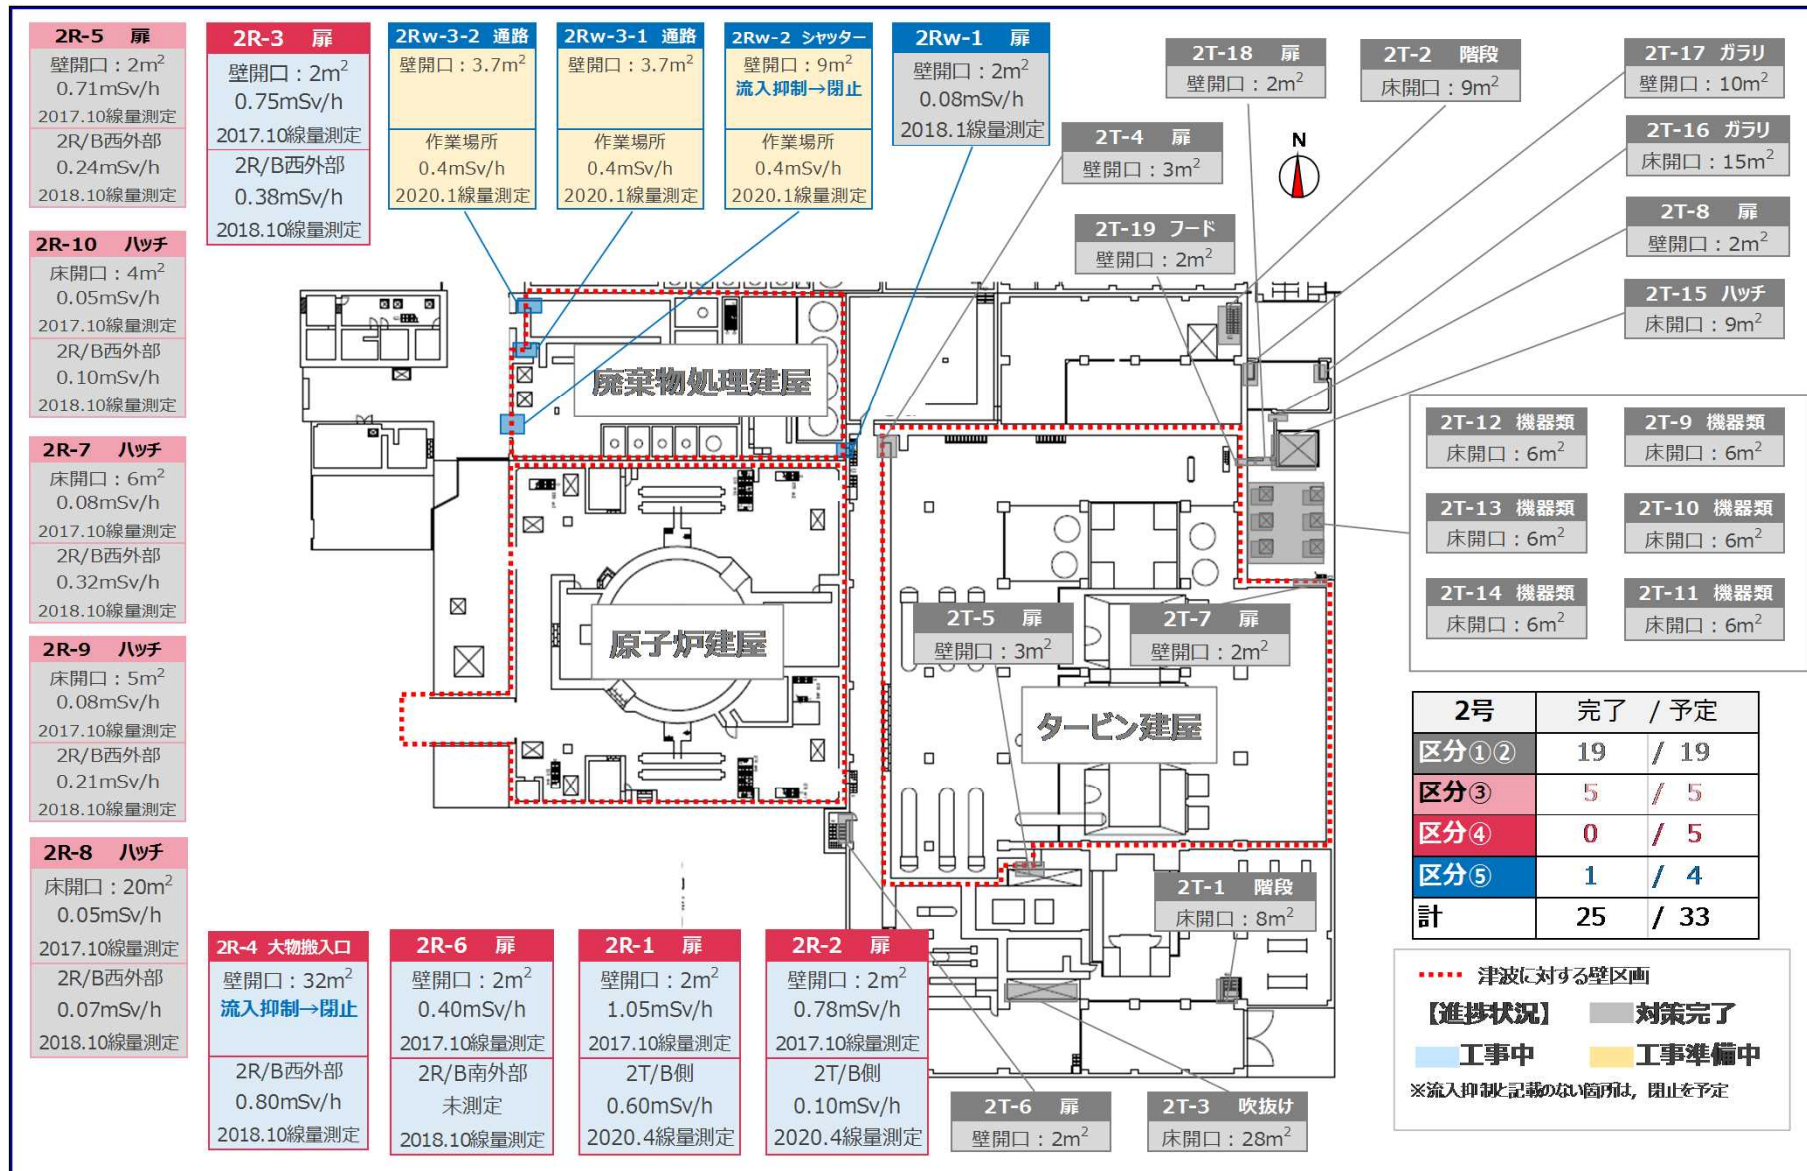 2R-5 扉
壁開口：2m²
0.71mSv/h
2017.10線量測定
2R/B西外部
0.24mSv/h
2018.10線量測定
2R-3 扉
壁開口：2m²
0.75mSv/h
2017.10線量測定
2R/B西外部
0.38mSv/h
2018.10線量測定
2Rw-3-2 通路
壁開口：3.7m²
作業場所
0.4mSv/h
2020.1線量測定
2Rw-3-1 通路
壁開口：3.7m²
作業場所
0.4mSv/h
2020.1線量測定
2Rw-2 シャッター
壁開口：9m²
流入抑制→閉止
作業場所
0.4mSv/h
2020.1線量測定
2Rw-1 扉
壁開口：2m²
0.08mSv/h
2018.1線量測定
2T-18 扉
壁開口：2m²
2T-2 階段
床開口：9m²
2T-17 ガラリ
壁開口：10m²
2T-4 扉
壁開口：3m²
2T-16 ガラリ
床開口：15m²
N
2T-19 フード
壁開口：2m²
2T-8 扉
壁開口：2m²
2T-15 ハッチ
床開口：9m²
2R-10 ハッチ
床開口：4m²
0.05mSv/h
2017.10線量測定
2R/B西外部
0.10mSv/h
2018.10線量測定
廃棄物処理建屋
2T-12 機器類
床開口：6m²
2T-9 機器類
床開口：6m²
2T-13 機器類
床開口：6m²
2T-10 機器類
床開口：6m²
2T-14 機器類
床開口：6m²
2T-11 機器類
床開口：6m²
2R-7 ハッチ
床開口：6m²
0.08mSv/h
2017.10線量測定
2R/B西外部
0.32mSv/h
2018.10線量測定
原子炉建屋
2T-5 扉
壁開口：3m²
2T-7 扉
壁開口：2m²
タービン建屋
2R-9 ハッチ
床開口：5m²
0.08mSv/h
2017.10線量測定
2R/B西外部
0.21mSv/h
2018.10線量測定
2号 完了 / 予定
区分①② 19 / 19
区分③ 5 / 5
区分④ 0 / 5
区分⑤ 1 / 4
計 25 / 33
2R-8 ハッチ
床開口：20m²
0.05mSv/h
2017.10線量測定
2R/B西外部
0.07mSv/h
2018.10線量測定
2R-4 大物搬入口
壁開口：32m²
流入抑制→閉止
2R/B西外部
0.80mSv/h
2018.10線量測定
2R-6 扉
壁開口：2m²
0.40mSv/h
2017.10線量測定
2R/B南外部
未測定
2018.10線量測定
2R-1 扉
壁開口：2m²
1.05mSv/h
2017.10線量測定
2T/B側
0.60mSv/h
2020.4線量測定
2R-2 扉
壁開口：2m²
0.78mSv/h
2017.10線量測定
2T/B側
0.10mSv/h
2020.4線量測定
2T-1 階段
床開口：8m²
2T-6 扉
壁開口：2m²
2T-3 吹抜け
床開口：28m²
津波に対する壁区画
【進捗状況】 対策完了
工事中 工事準備中
※流入抑制と記載のない箇所は，閉止を予定